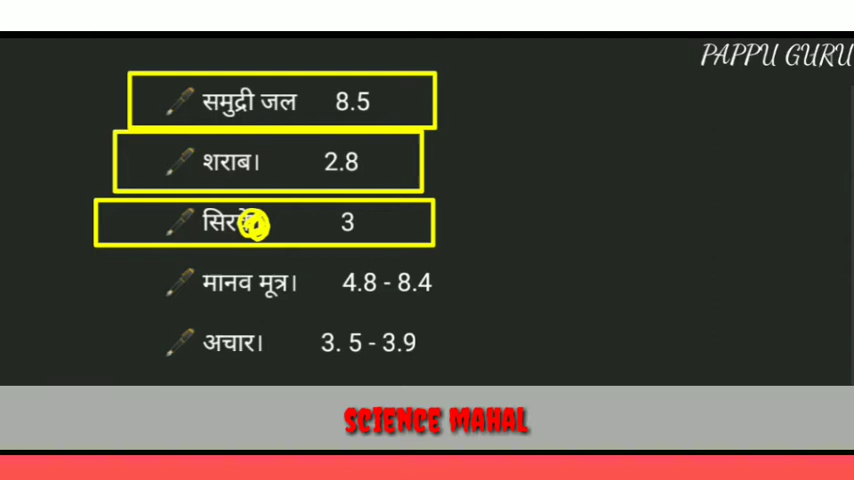 PAPPU GURU
समुद्री जल 8.5
शराब। 2.8
3
मानव मूत्र। 4.8 - 8.4
अचार। 3. 5 - 3.9
SCIENCE MAHAL